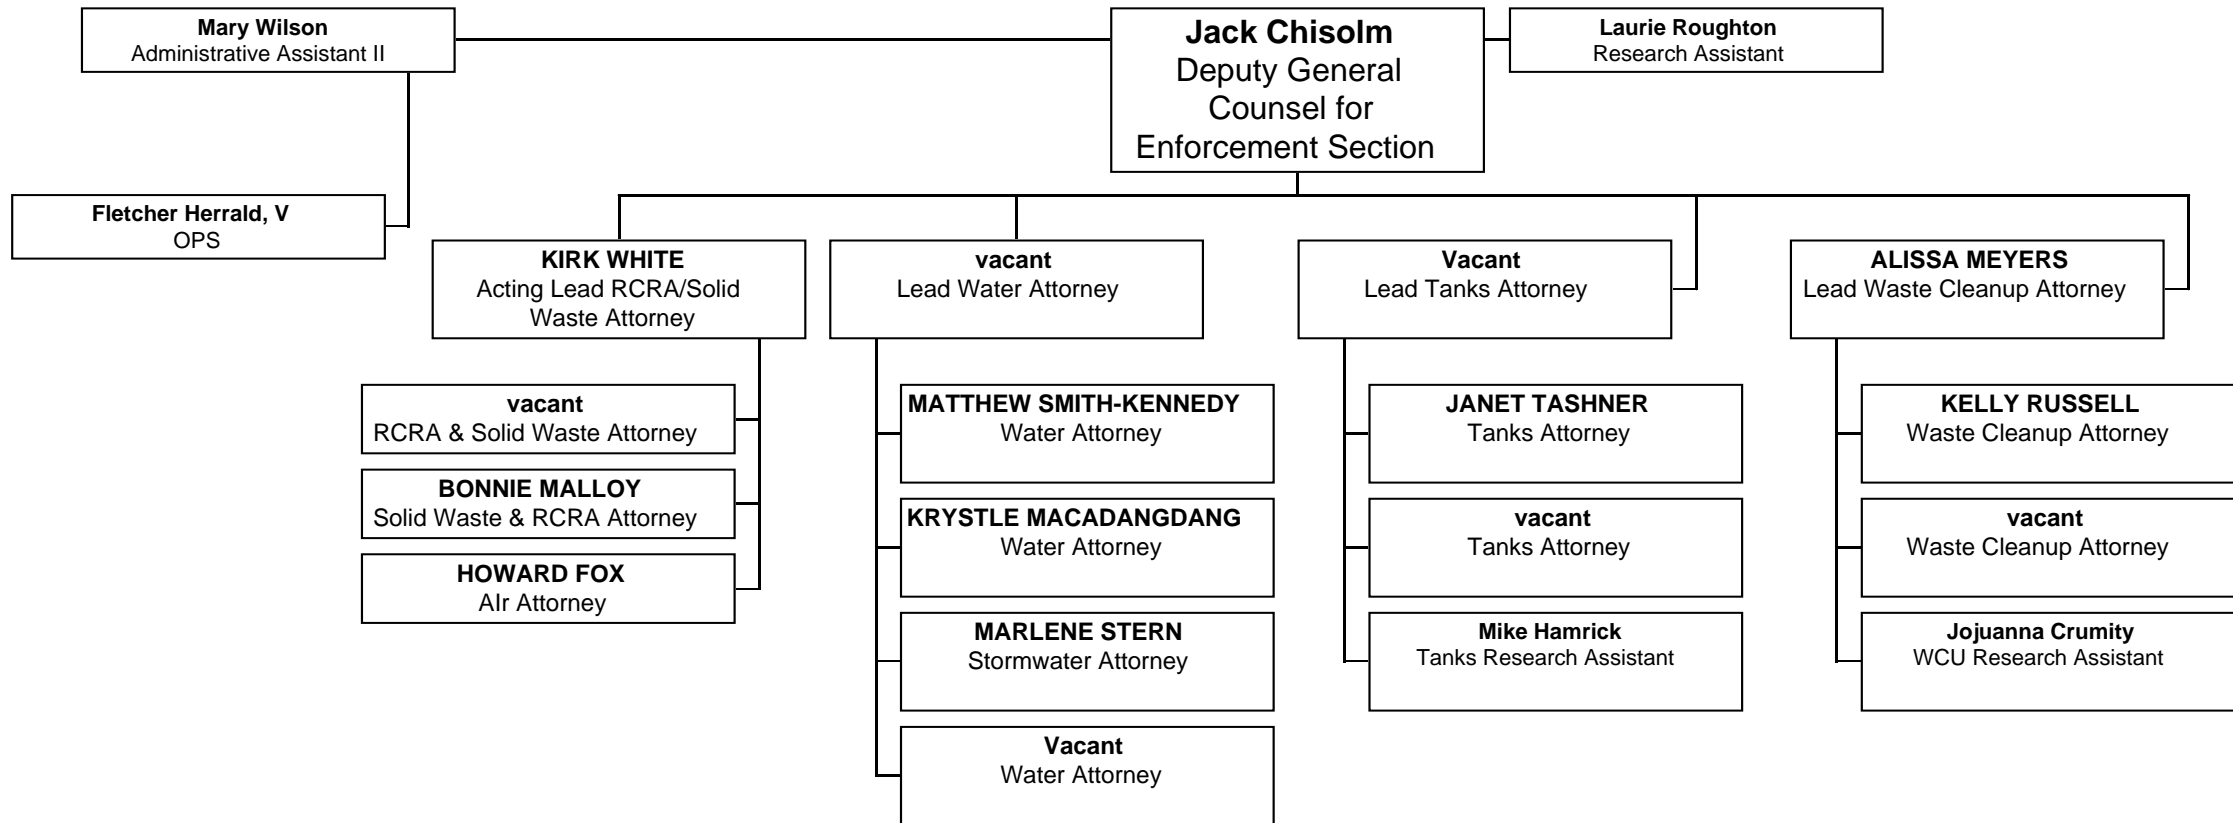 Mary Wilson
Administrative Assistant II
Jack Chisolm
Deputy General
Counsel for
Enforcement Section
Laurie Roughton
Research Assistant
Fletcher Herrald, V
OPS
KIRK WHITE
Acting Lead RCRA/Solid
Waste Attorney
vacant
Lead Water Attorney
Vacant
Lead Tanks Attorney
ALISSA MEYERS
Lead Waste Cleanup Attorney
vacant
RCRA & Solid Waste Attorney
BONNIE MALLOY
Solid Waste & RCRA Attorney
HOWARD FOX
AIr Attorney
MATTHEW SMITH-KENNEDY
Water Attorney
KRYSTLE MACADANGDANG
Water Attorney
MARLENE STERN
Stormwater Attorney
Vacant
Water Attorney
JANET TASHNER
Tanks Attorney
vacant
Tanks Attorney
Mike Hamrick
Tanks Research Assistant
KELLY RUSSELL
Waste Cleanup Attorney
vacant
Waste Cleanup Attorney
Jojuanna Crumity
WCU Research Assistant